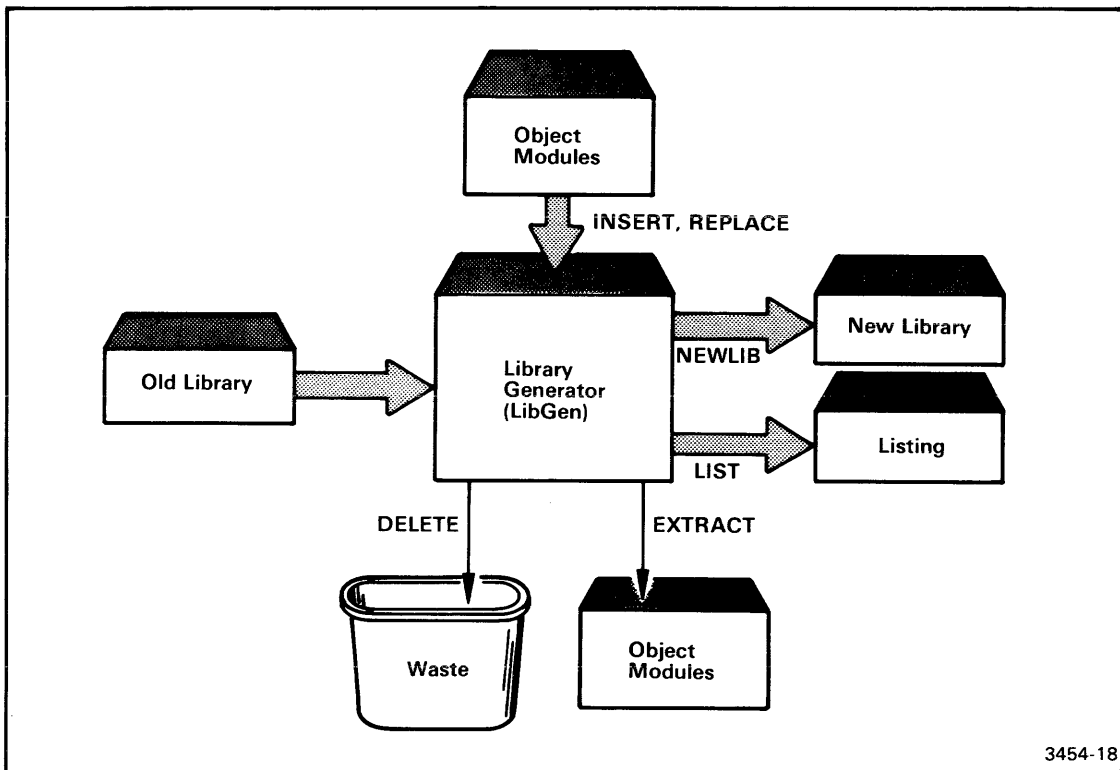 Object
Modules
INSERT, REPLACE
Old Library
Library
Generator
(LibGen)
New Library
NEWLIB
Listing
LIST
DELETE
EXTRACT
Waste
Object
Modules
3454-18